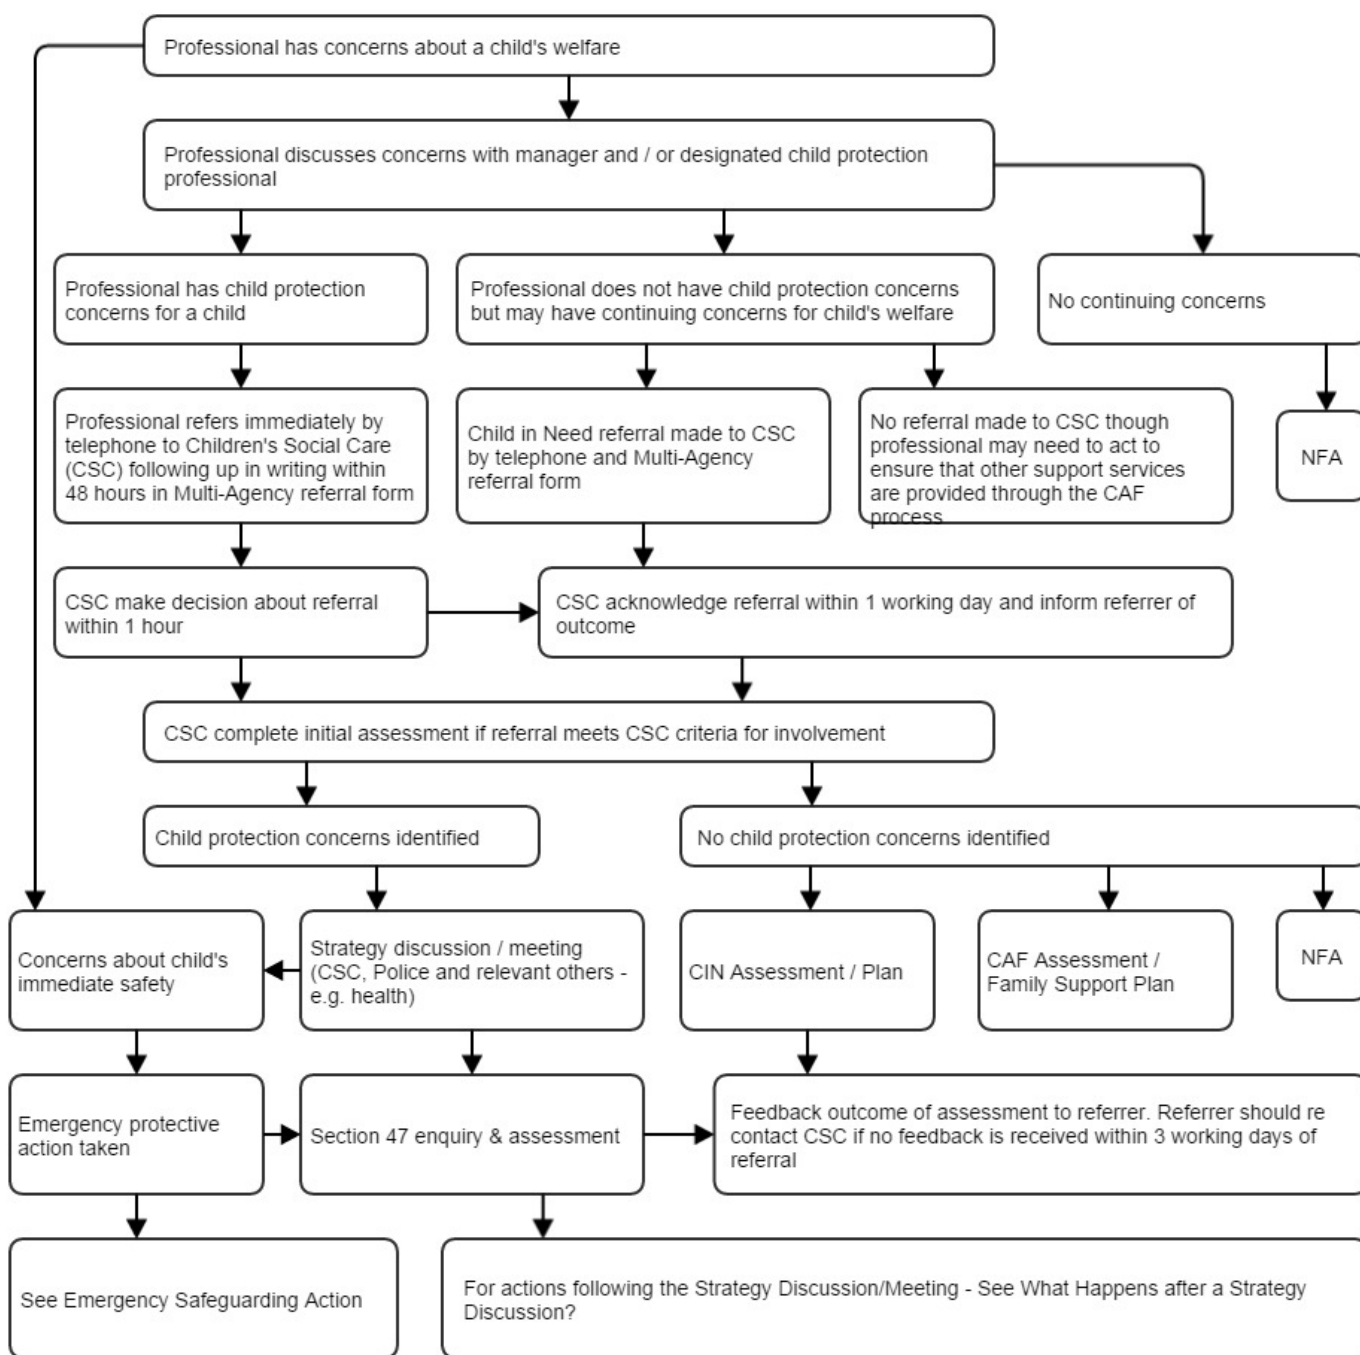 Professional has concerns about a child's welfare
Professional discusses concerns with manager and / or designated child protection
professional
Professional has child protection
concerns for a child
Professional does not have child protection concerns
but may have continuing concerns for child's welfare
No continuing concerns
Professional refers immediately by
telephone to Children's Social Care
(CSC) following up in writing within
48 hours in Multi-Agency referral form
Child in Need referral made to CSC
by telephone and Multi-Agency
referral form
No referral made to CSC though
professional may need to act to
ensure that other support services
are provided through the CAF
process
NFA
CSC make decision about referral
within 1 hour
CSC acknowledge referral within 1 working day and inform referrer of
outcome
CSC complete initial assessment if referral meets CSC criteria for involvement
Child protection concerns identified
No child protection concerns identified
Concerns about child's
immediate safety
Strategy discussion / meeting
(CSC, Police and relevant others -
e.g. health)
CIN Assessment / Plan
CAF Assessment /
Family Support Plan
NFA
Emergency protective
action taken
Section 47 enquiry & assessment
Feedback outcome of assessment to referrer. Referrer should re
contact CSC if no feedback is received within 3 working days of
referral
See Emergency Safeguarding Action
For actions following the Strategy Discussion/Meeting - See What Happens after a Strategy
Discussion?